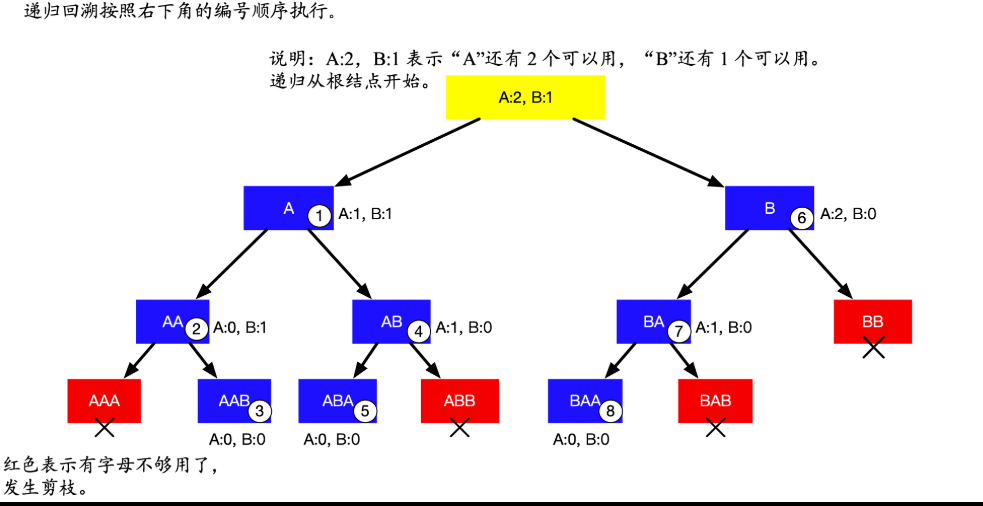 递归回溯按照右下角的编号顺序执行。
说明：A:2，B:1 表示“A”还有 2 个可以用，“B”还有 1 个可以用。
递归从根结点开始。
A:2, B:1
A 1 A:1, B:1
B 6 A:2, B:0
AA 2 A:0, B:1
AB 4 A:1, B:0
BA 7 A:1, B:0
BB
AAA
AAB 3
ABA 5
ABB
BAA 8
BAB
A:0, B:0
A:0, B:0
A:0, B:0
红色表示有字母不够用了，
发生剪枝。